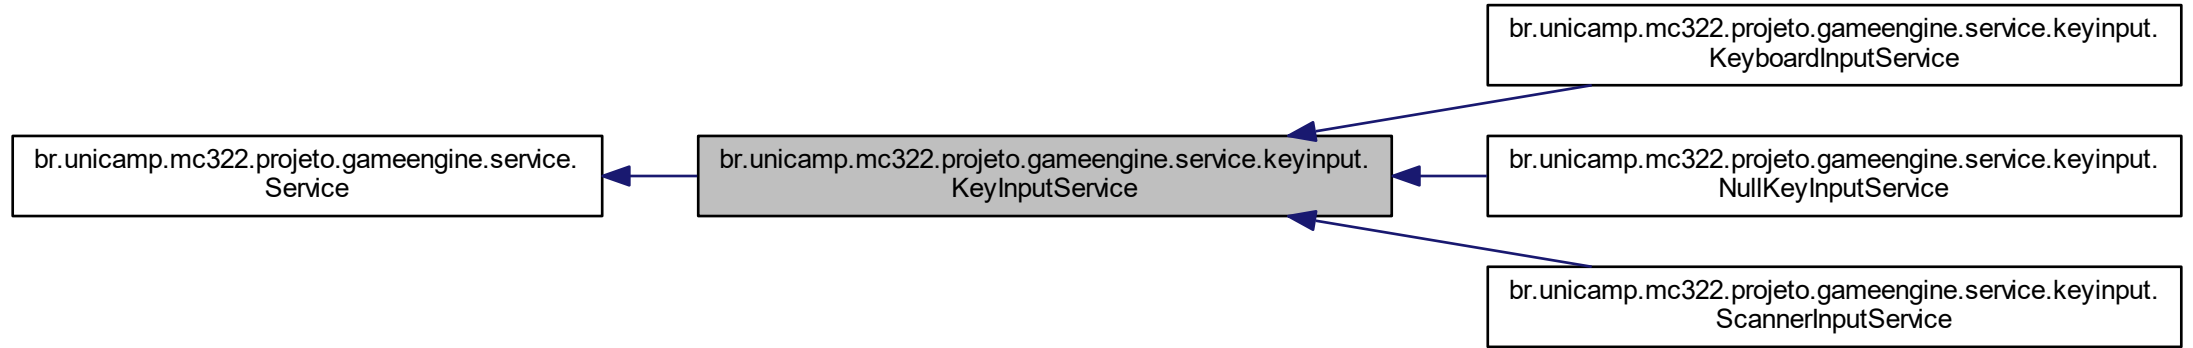 br.unicamp.mc322.projeto.gameengine.service.
Service
br.unicamp.mc322.projeto.gameengine.service.keyinput.
KeyInputService
br.unicamp.mc322.projeto.gameengine.service.keyinput.
KeyboardInputService
br.unicamp.mc322.projeto.gameengine.service.keyinput.
NullKeyInputService
br.unicamp.mc322.projeto.gameengine.service.keyinput.
ScannerInputService